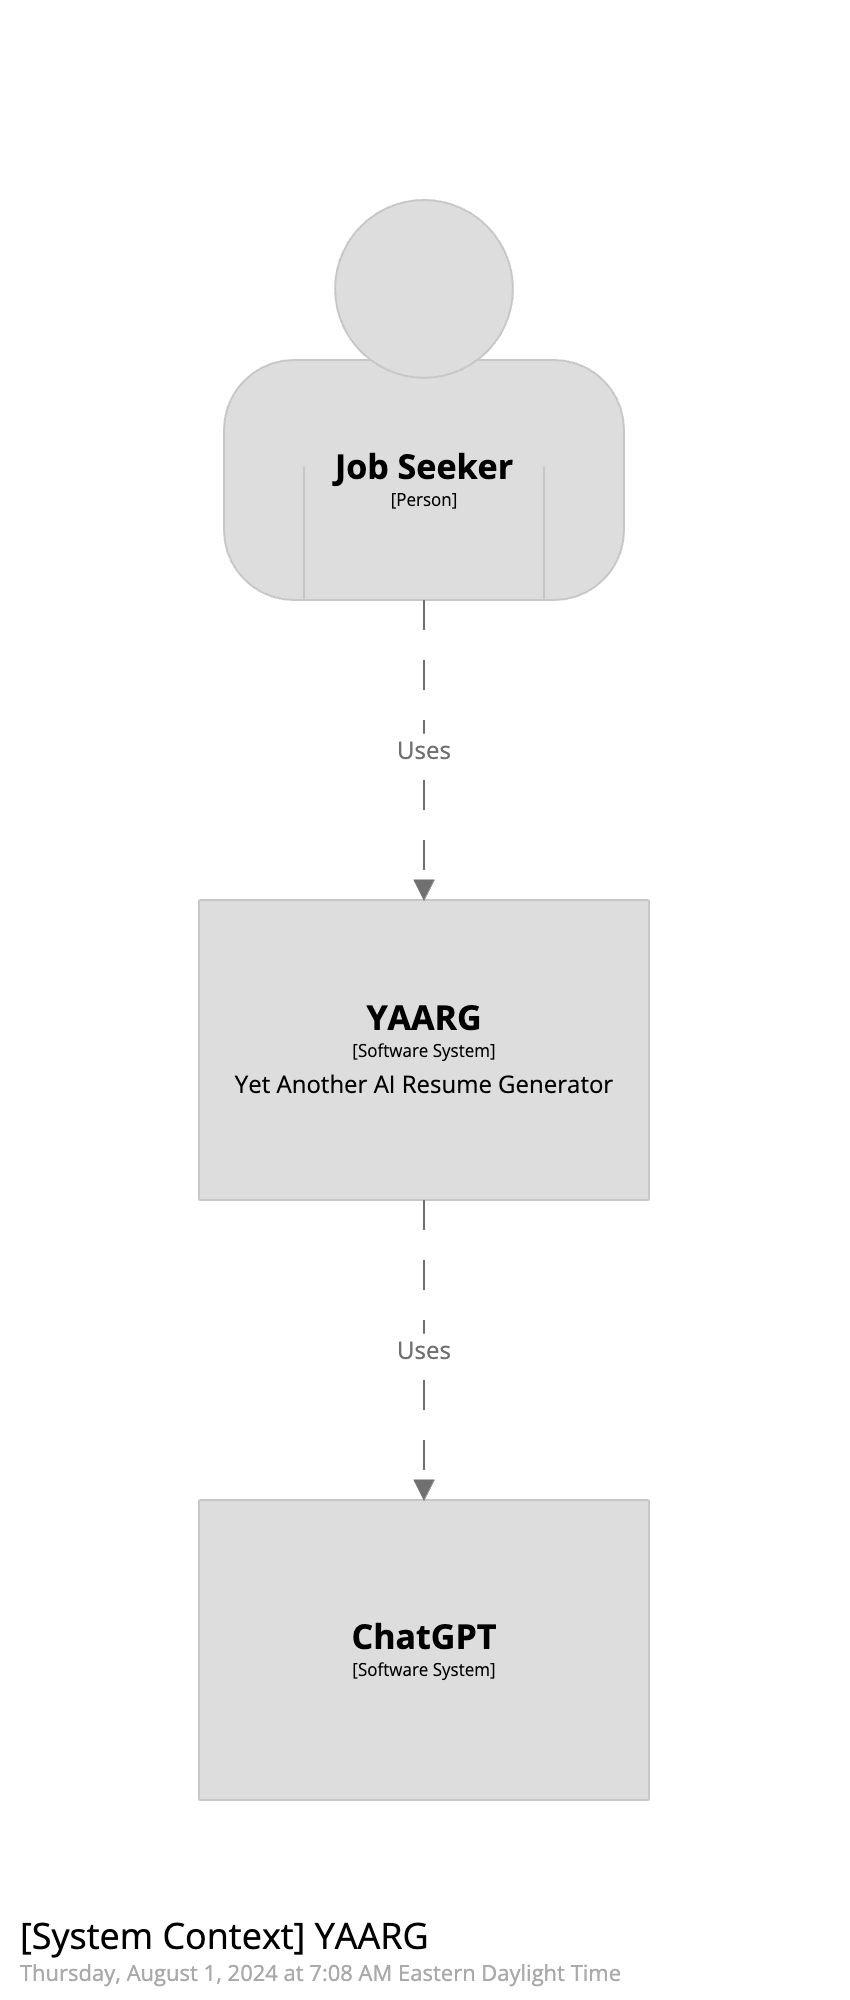 Job Seeker
[Person]
Uses
YAARG
[Software System]
Yet Another AI Resume Generator
Uses
ChatGPT
[Software System]
[System Context] YAARG
Thursday, August 1, 2024 at 7:08 AM Eastern Daylight Time